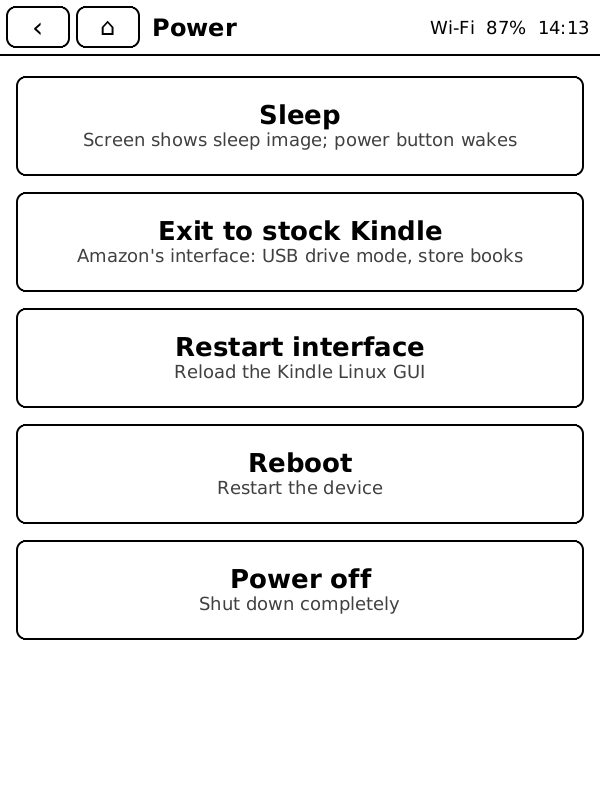 ‹ ⌂ Power Wi-Fi 87% 14:13
Sleep
Screen shows sleep image; power button wakes
Exit to stock Kindle
Amazon's interface: USB drive mode, store books
Restart interface
Reload the Kindle Linux GUI
Reboot
Restart the device
Power off
Shut down completely